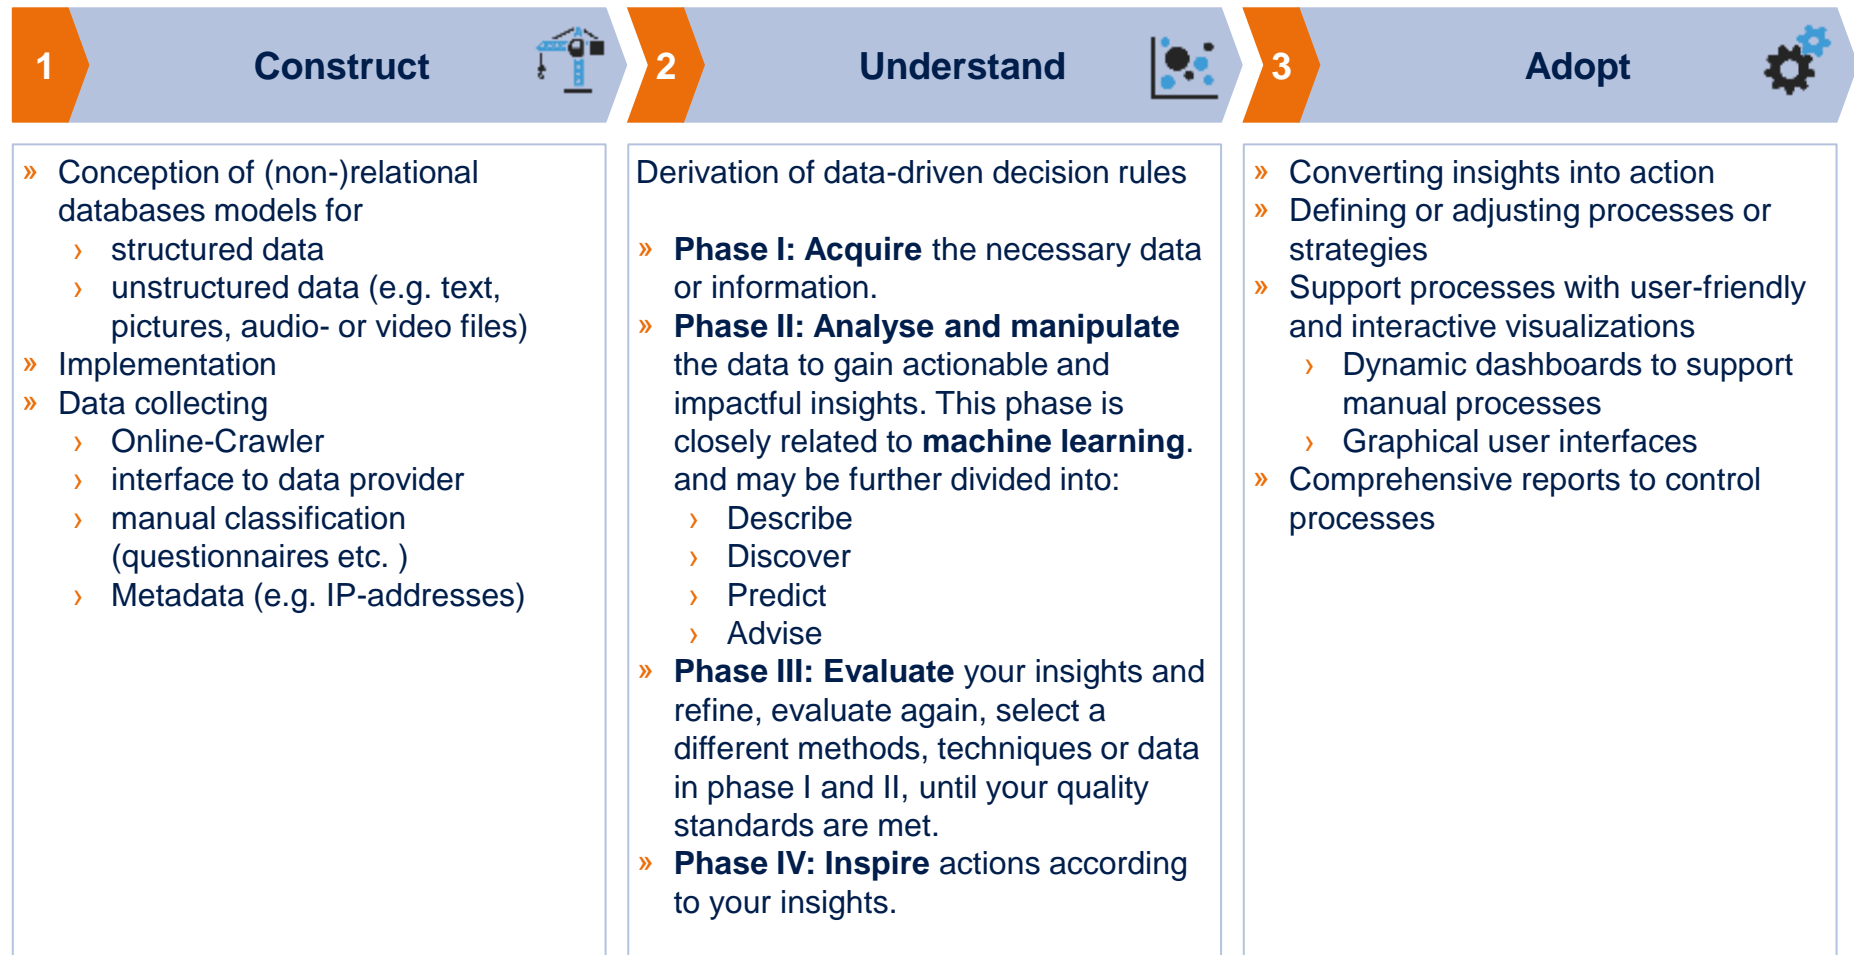 1 Construct
» Conception of (non-)relational
databases models for
› structured data
› unstructured data (e.g. text,
pictures, audio- or video files)
» Implementation
» Data collecting
› Online-Crawler
› interface to data provider
› manual classification
(questionnaires etc. )
› Metadata (e.g. IP-addresses)
2 Understand
Derivation of data-driven decision rules
» Phase I: Acquire the necessary data
or information.
» Phase II: Analyse and manipulate
the data to gain actionable and
impactful insights. This phase is
closely related to machine learning.
and may be further divided into:
› Describe
› Discover
› Predict
› Advise
» Phase III: Evaluate your insights and
refine, evaluate again, select a
different methods, techniques or data
in phase I and II, until your quality
standards are met.
» Phase IV: Inspire actions according
to your insights.
3 Adopt
» Converting insights into action
» Defining or adjusting processes or
strategies
» Support processes with user-friendly
and interactive visualizations
› Dynamic dashboards to support
manual processes
› Graphical user interfaces
» Comprehensive reports to control
processes